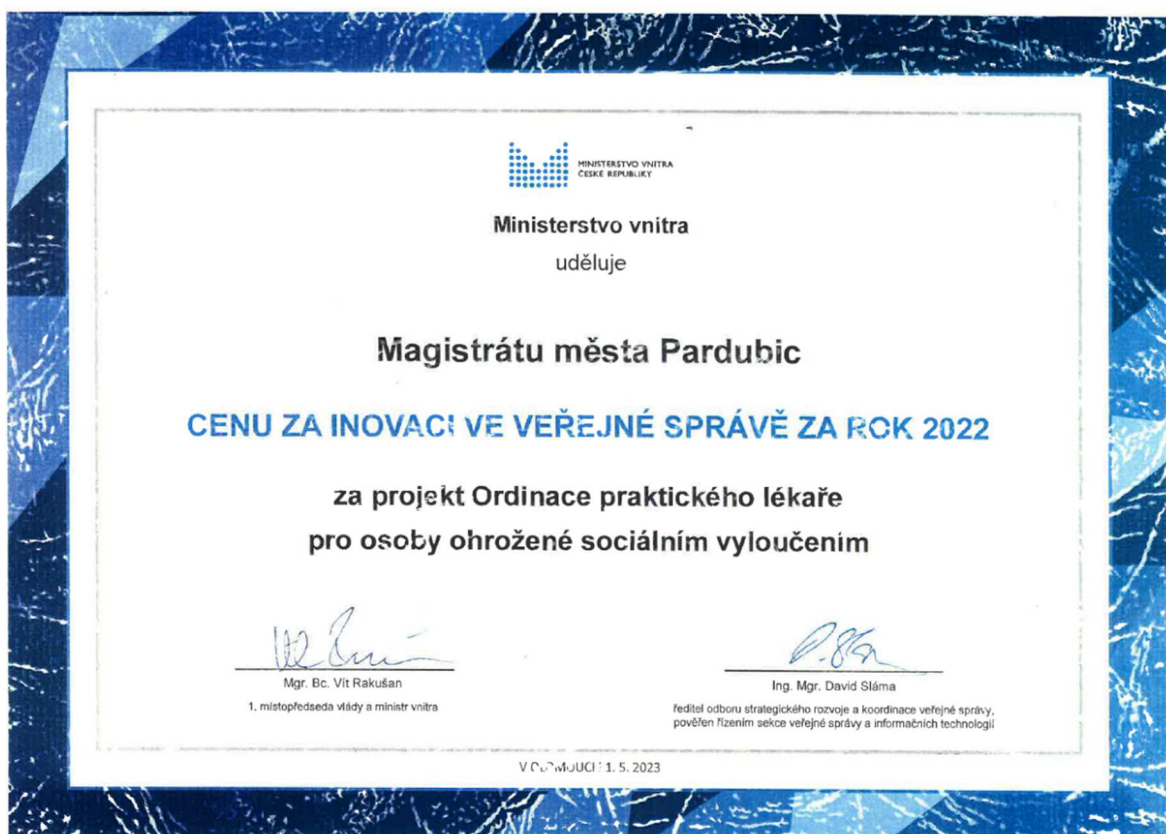 MINISTERSTVO VNITRA
ČESKÉ REPUBLIKY
Ministerstvo vnitra
uděluje
Magistrátu města Pardubic
CENU ZA INOVACI VE VEŘEJNÉ SPRÁVĚ ZA ROK 2022
za projekt Ordinace praktického lékaře
pro osoby ohrožené sociálním vyloučením
Mgr. Bc. Vít Rakušan
1. místopředseda vlády a ministr vnitra
Ing. Mgr. David Sláma
ředitel odboru strategického rozvoje a koordinace veřejné správy,
pověřen řízením sekce veřejné správy a informačních technologií
V OLOMOUCI 1. 5. 2023